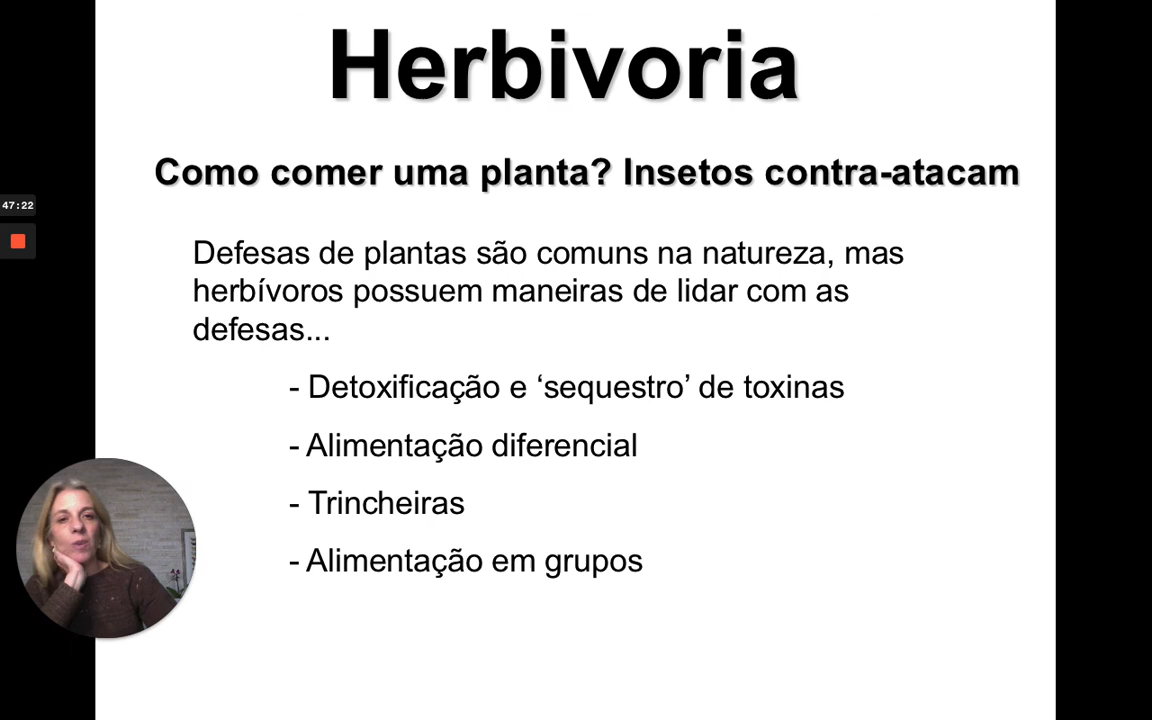 Herbivoria
Como comer uma planta? Insetos contra-atacam
47:22
Defesas de plantas são comuns na natureza, mas
herbívoros possuem maneiras de lidar com as
defesas...
- Detoxificação e ‘sequestro’ de toxinas
- Alimentação diferencial
- Trincheiras
- Alimentação em grupos